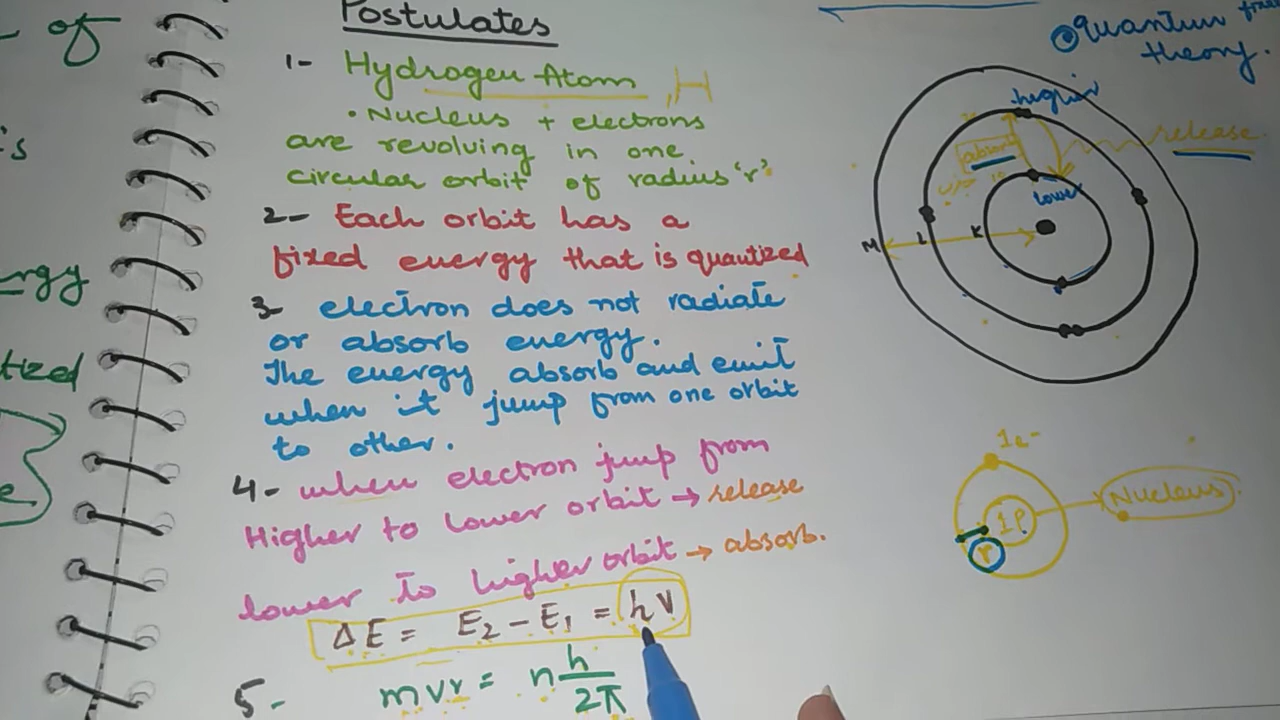 of
's
ergy
tized
e
Postulates
1- Hydrogen Atom, H
• Nucleus + electrons
are revolving in one
circular orbit of radius 'r'
2- Each orbit has a
fixed energy that is quantized
3 electron does not radiate
or absorb energy.
The energy absorb and emit
when it jump from one orbit
to other.
4- when electron jump from
Higher to lower orbit → release
lower to higher orbit → absorb.
ΔE = E₂ - E₁ = hν
5- mvr = n h/2π
Quantum
theory.
higher
absorb
release
lower
M L K
1e-
1P
Nucleus
r